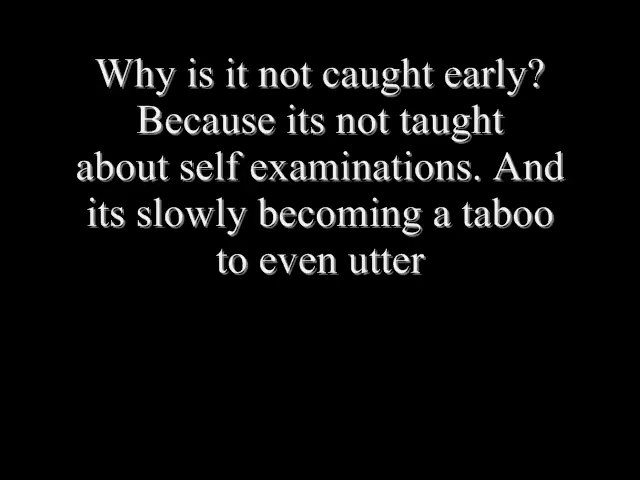 Why is it not caught early?
Because its not taught
about self examinations. And
its slowly becoming a taboo
to even utter